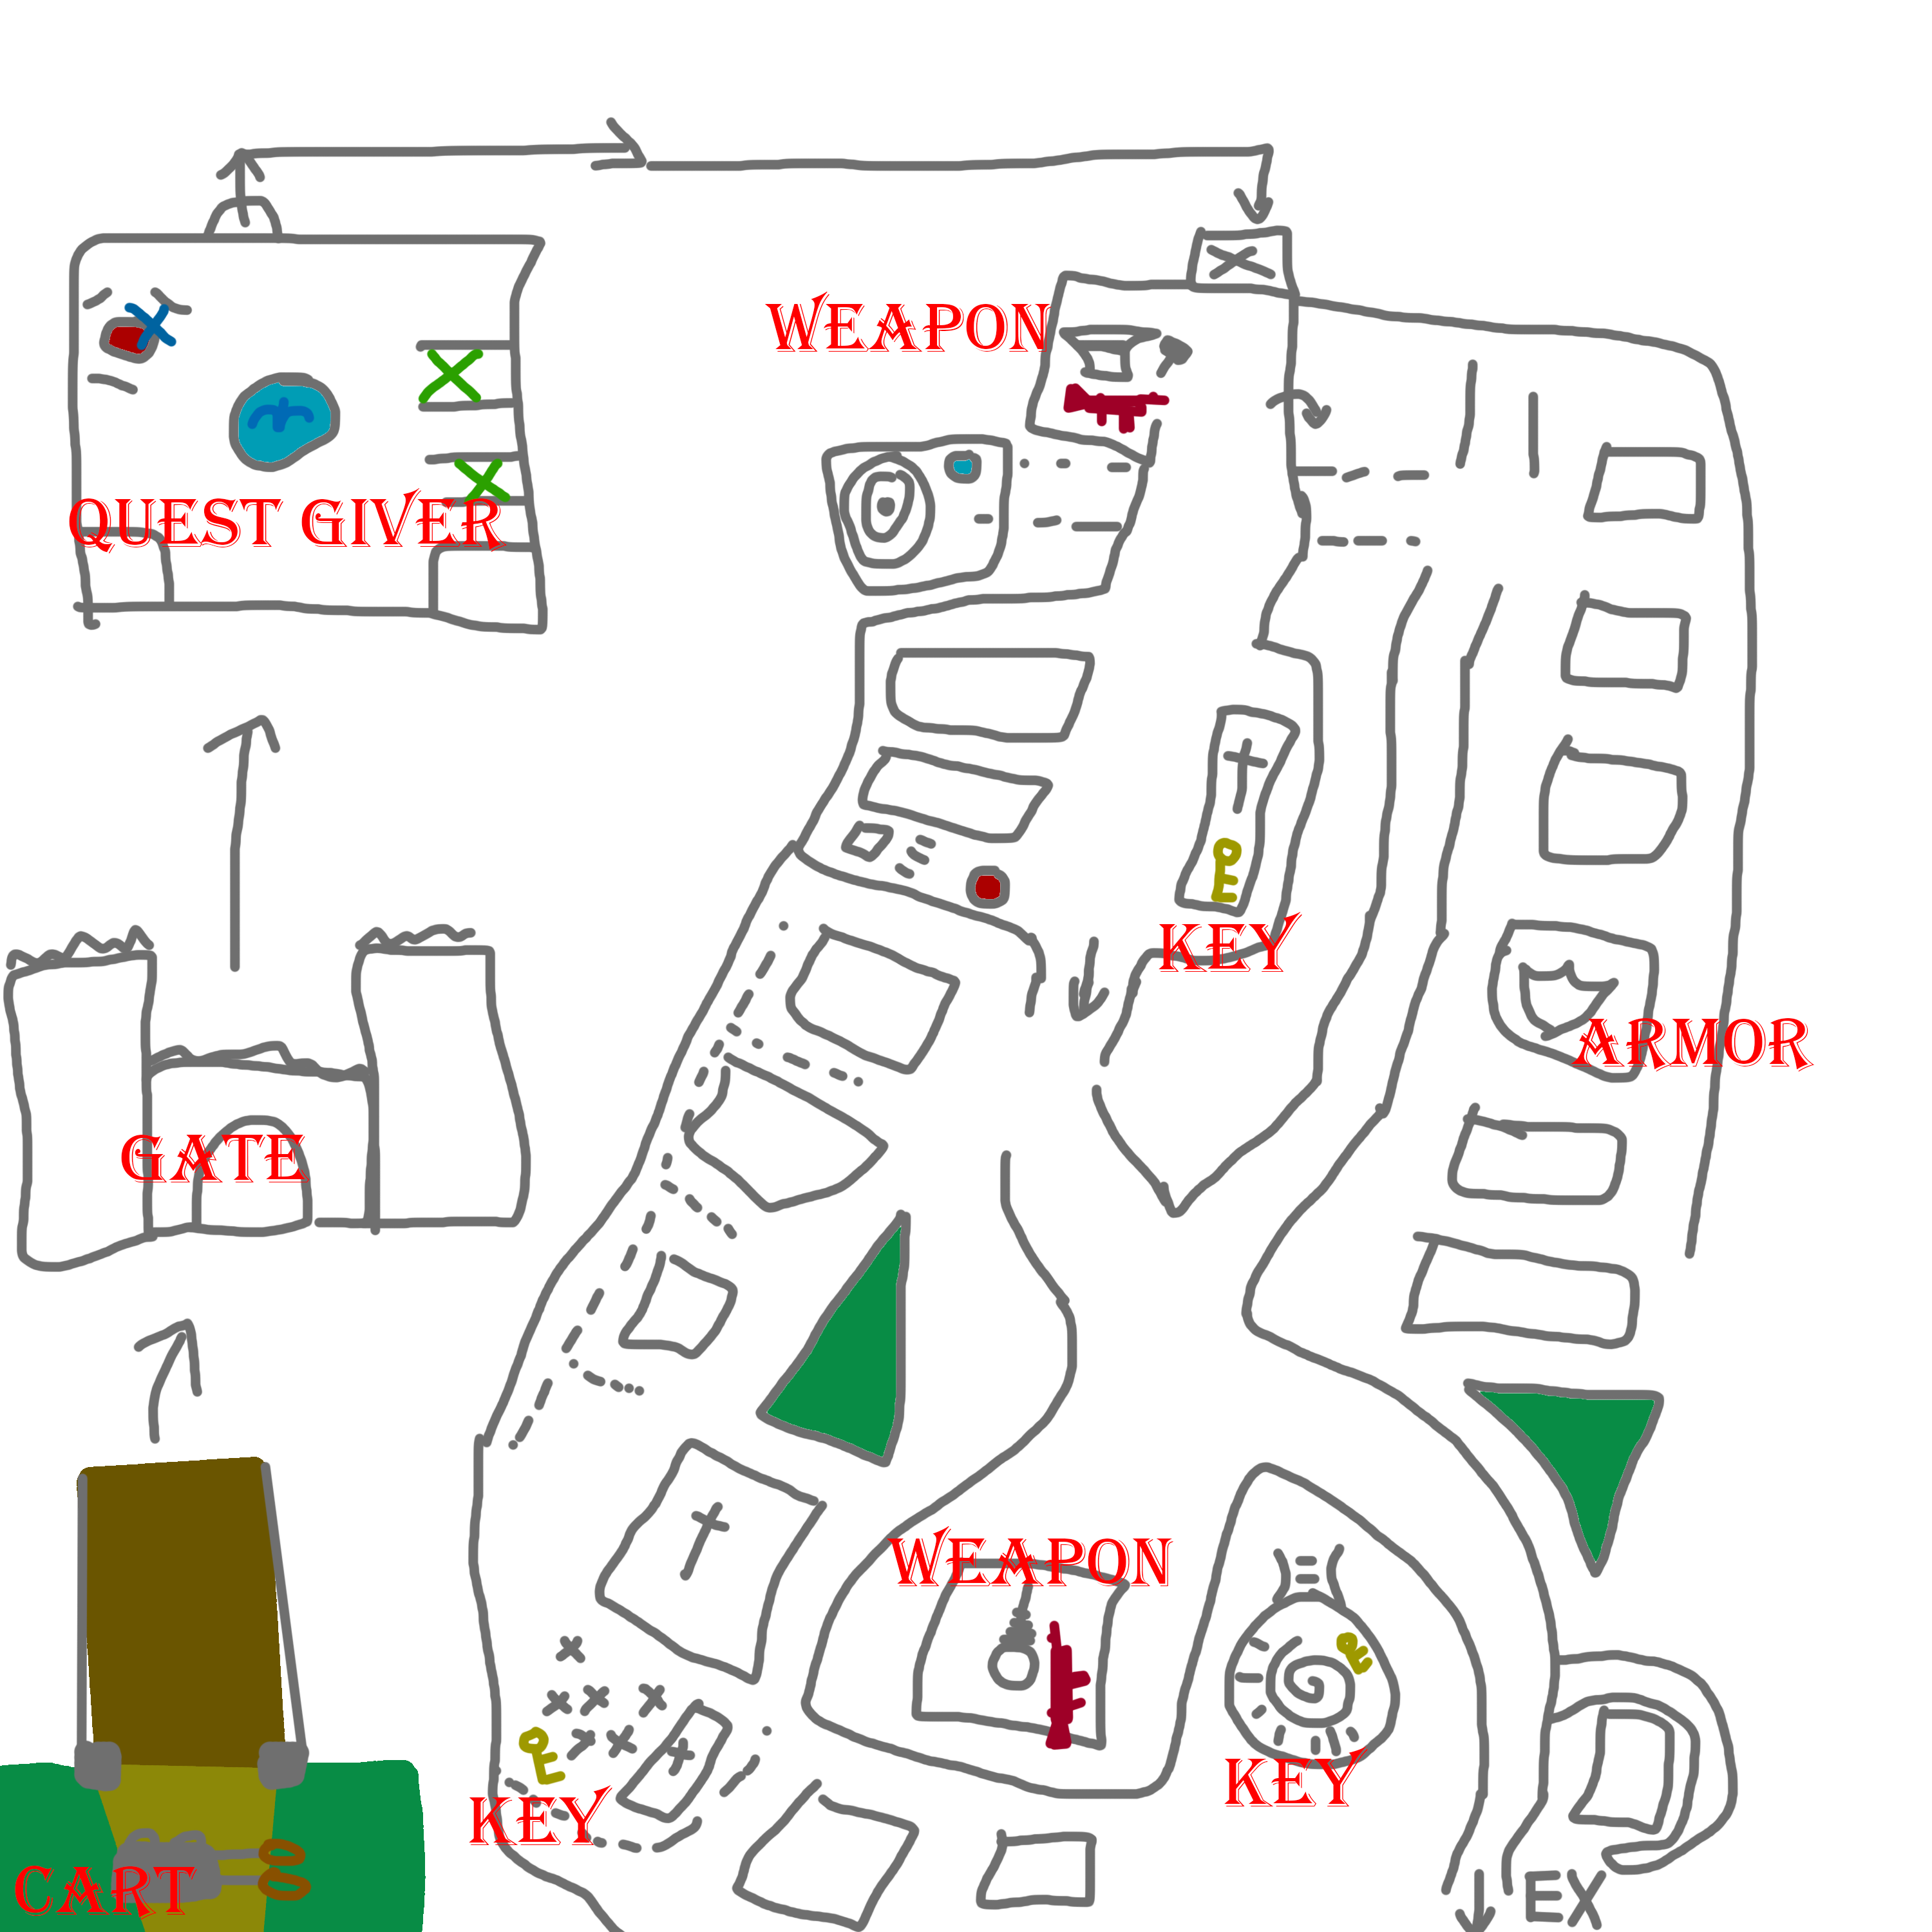 WEAPON
QUEST GIVER
KEY
ARMOR
GATE
WEAPON
KEY
KEY
CART
EX